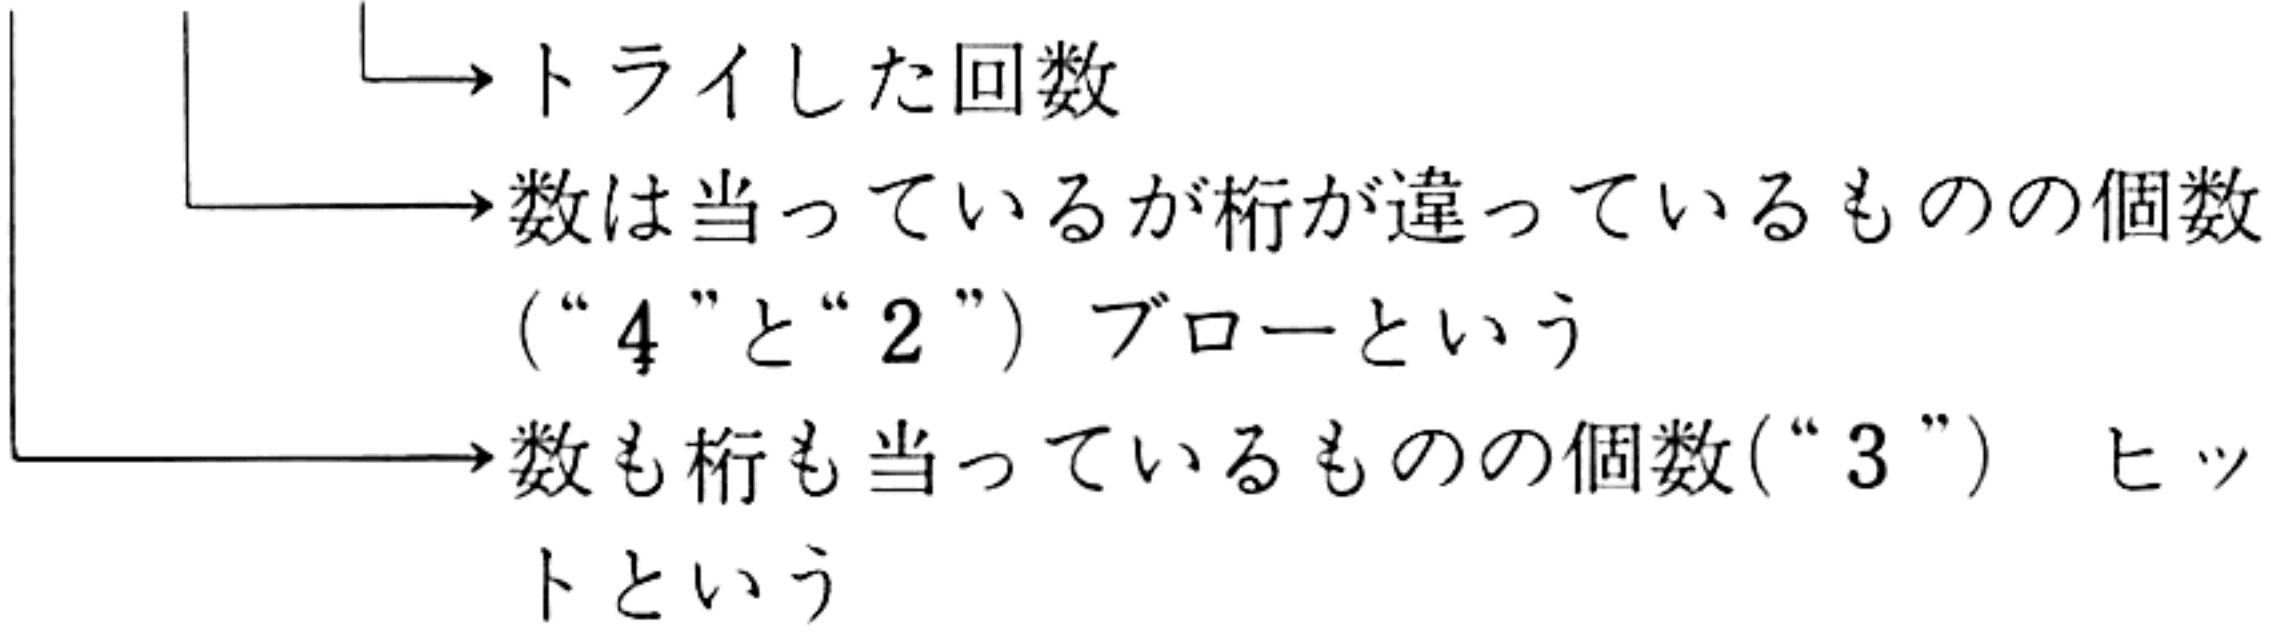 トライした回数
数は当っているが桁が違っているものの個数
（“4”と“2”）ブローという
数も桁も当っているものの個数（“3”）　ヒッ
トという